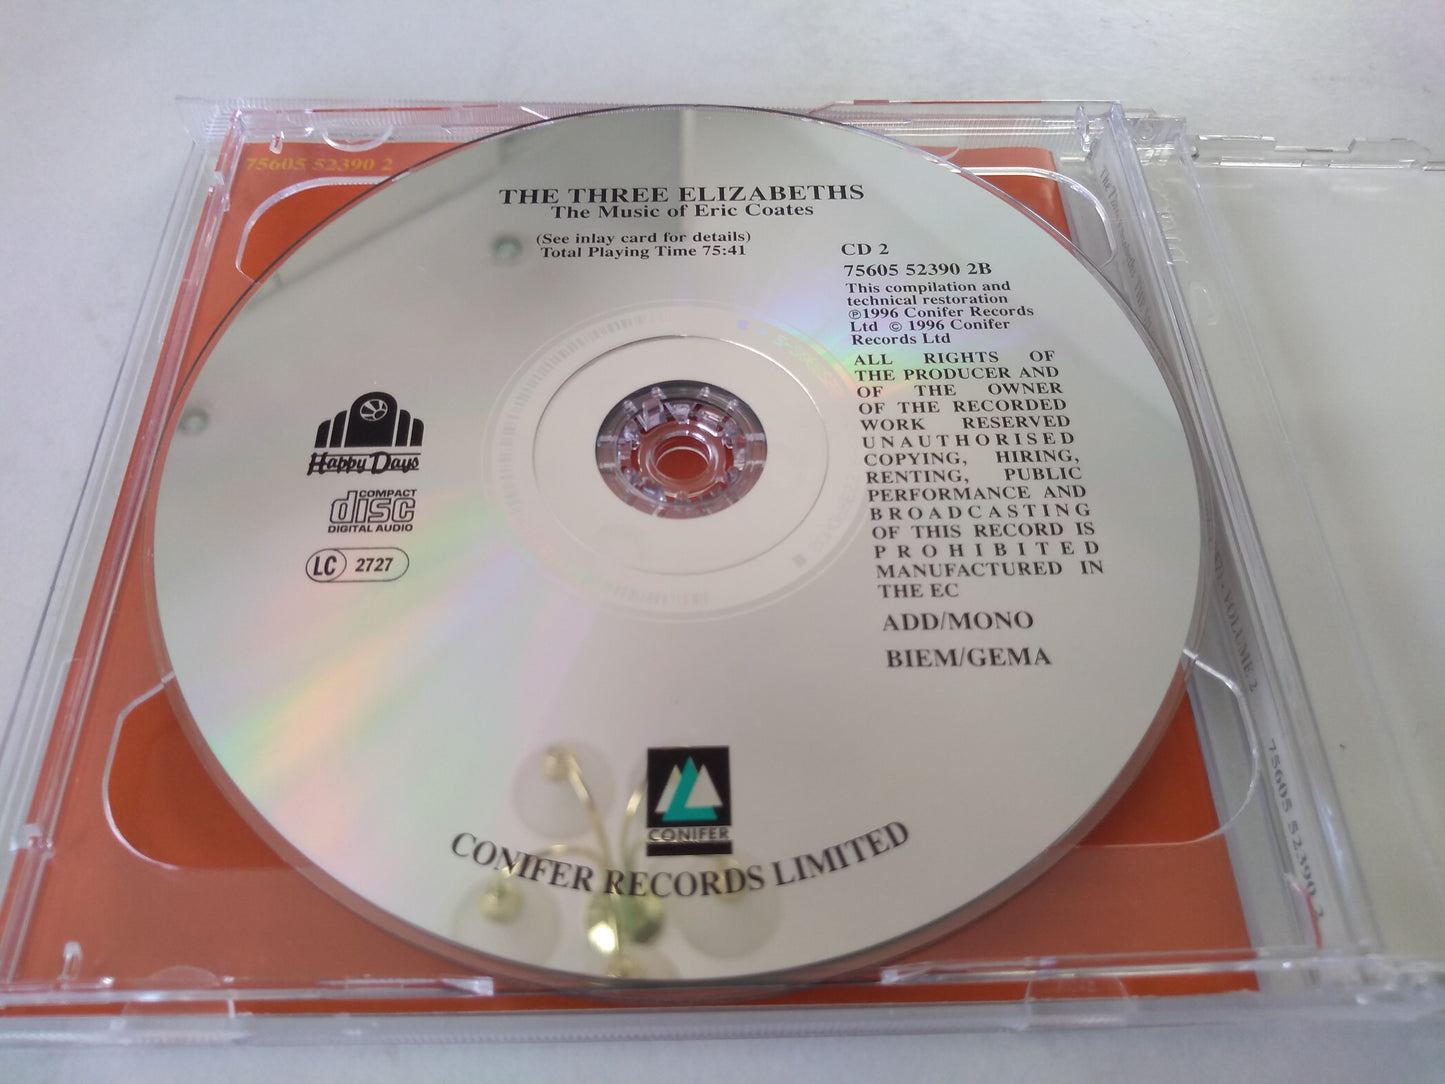 75605 52390 2
THE THREE ELIZABETHS
The Music of Eric Coates
(See inlay card for details)
Total Playing Time 75:41
CD 2
75605 52390 2B
This compilation and
technical restoration
℗1996 Conifer Records
Ltd © 1996 Conifer
Records Ltd
ALL RIGHTS OF
THE PRODUCER AND
OF THE OWNER
OF THE RECORDED
WORK RESERVED
UNAUTHORISED
COPYING, HIRING,
RENTING, PUBLIC
PERFORMANCE AND
BROADCASTING
OF THIS RECORD IS
PROHIBITED
MANUFACTURED IN
THE EC
ADD/MONO
BIEM/GEMA
Happy Days
COMPACT
disc
DIGITAL AUDIO
LC 2727
CONIFER
CONIFER RECORDS LIMITED
VOLUME 2
75605 52390 2